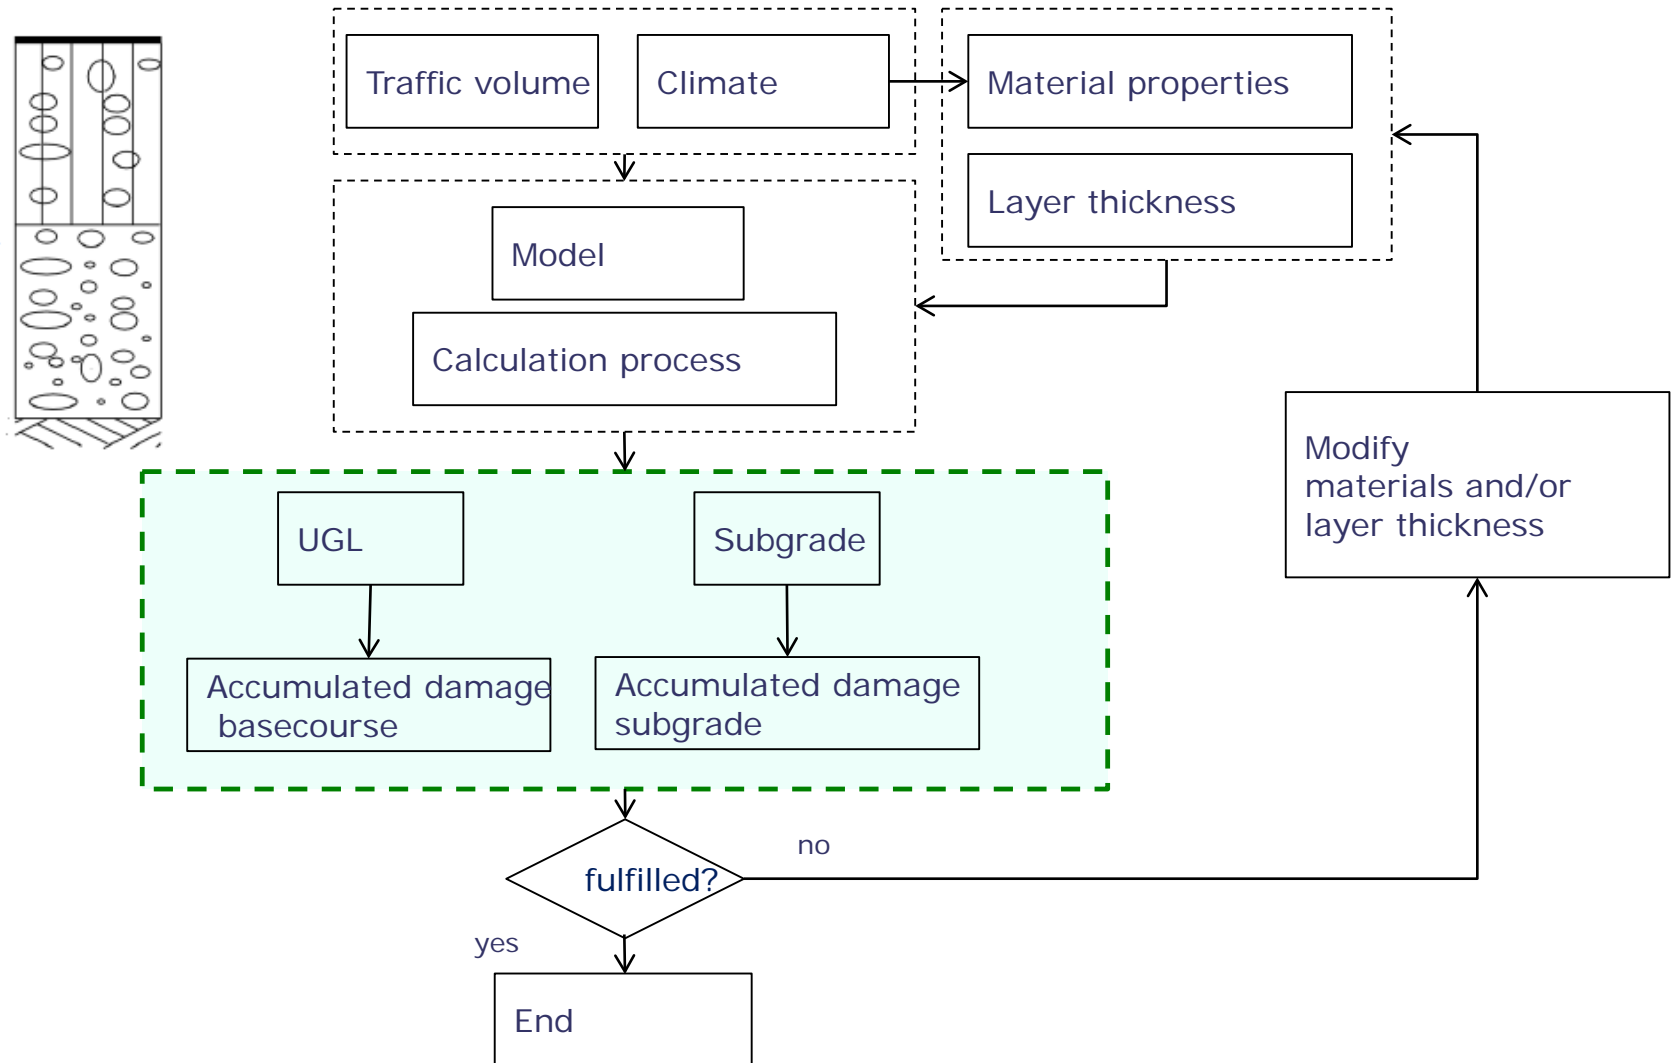 Traffic volume
Climate
Material properties
Layer thickness
Model
Calculation process
Modify
materials and/or
layer thickness
UGL
Subgrade
Accumulated damage
basecourse
Accumulated damage
subgrade
no
fulfilled?
yes
End